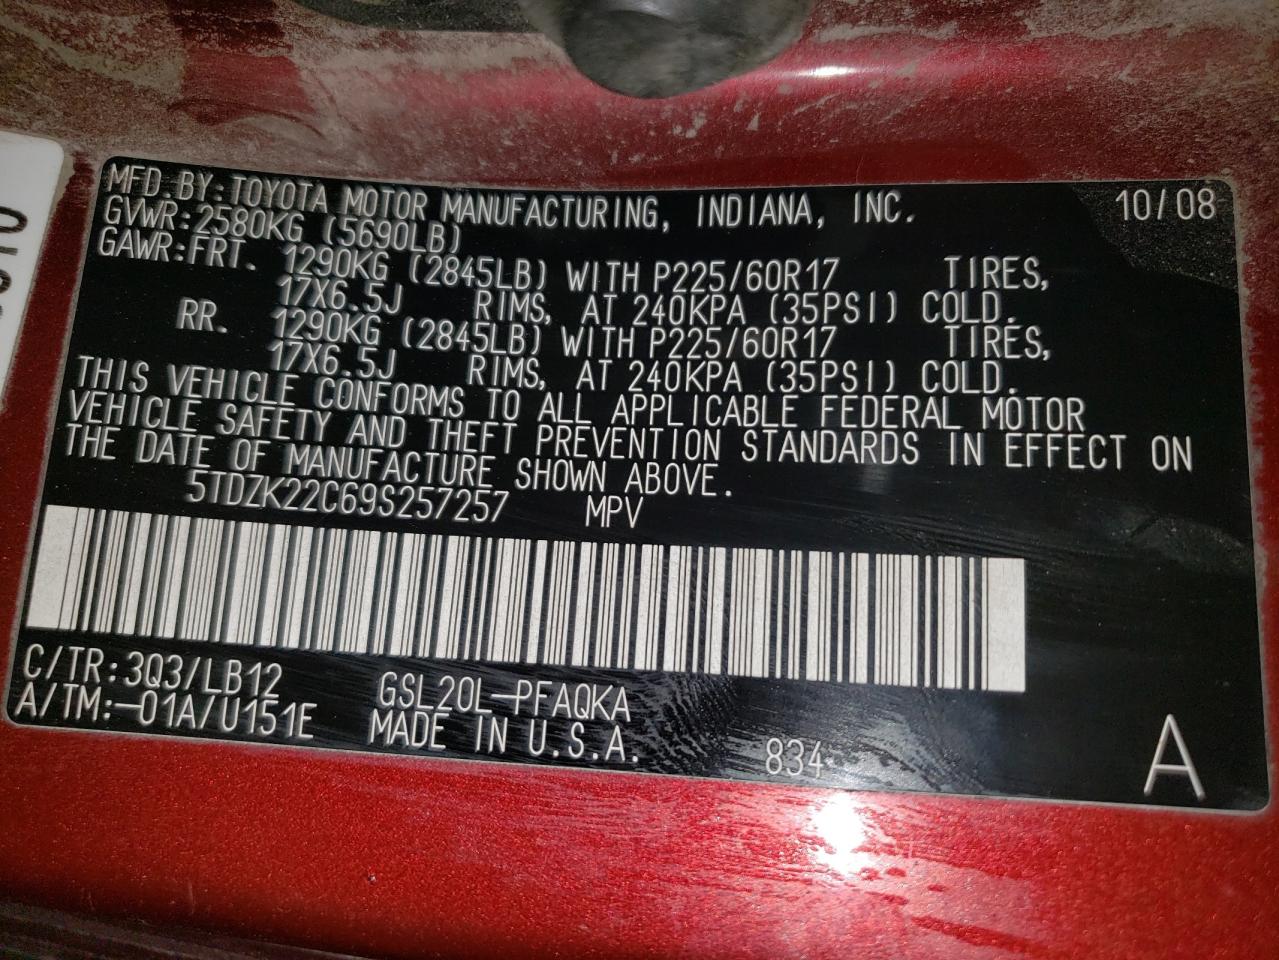 MFD BY: TOYOTA MOTOR MANUFACTURING, INDIANA, INC. 10/08
GVWR: 2580KG (5690LB)
GAWR: FRT. 1290KG (2845LB) WITH P225/60R17 TIRES,
17X6.5J RIMS, AT 240KPA (35PSI) COLD.
RR. 1290KG (2845LB) WITH P225/60R17 TIRES,
17X6.5J RIMS, AT 240KPA (35PSI) COLD.
THIS VEHICLE CONFORMS TO ALL APPLICABLE FEDERAL MOTOR
VEHICLE SAFETY AND THEFT PREVENTION STANDARDS IN EFFECT ON
THE DATE OF MANUFACTURE SHOWN ABOVE.
5TDZK22C69S257257 MPV
C/TR: 3Q3/LB12 GSL20L-PFAQKA
A/TM: -01A/U151E MADE IN U.S.A. 834 A